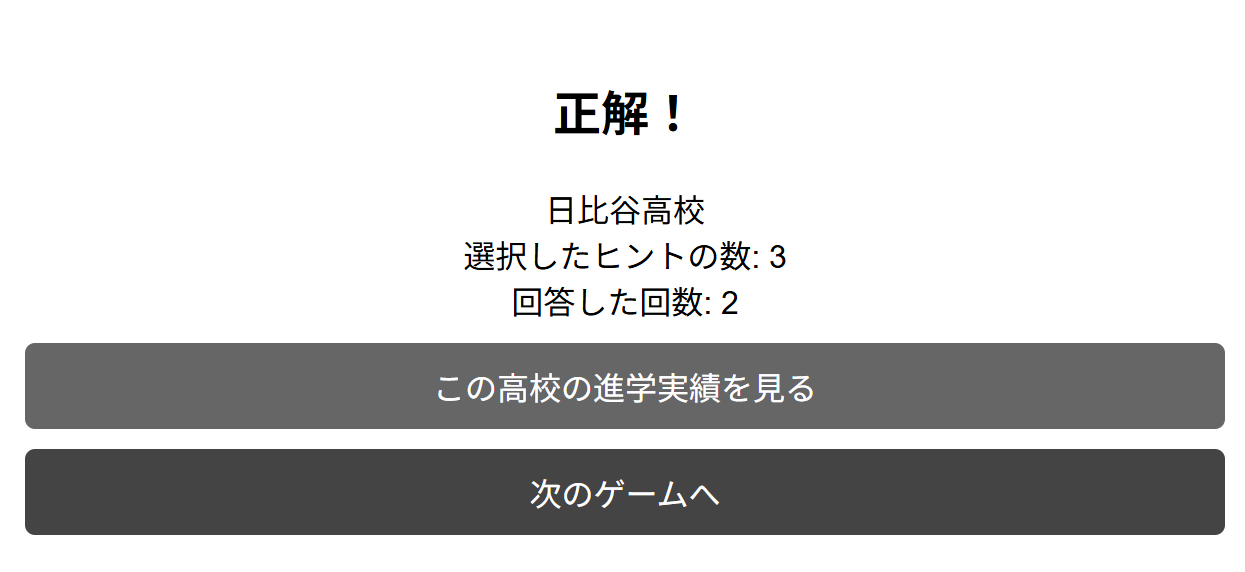 正解！
日比谷高校
選択したヒントの数: 3
回答した回数: 2
この高校の進学実績を見る
次のゲームへ